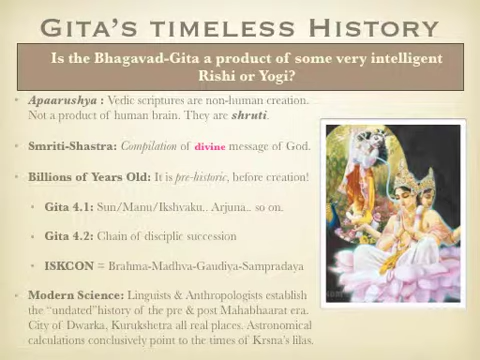 GITA'S TIMELESS HISTORY
Is the Bhagavad-Gita a product of some very intelligent
Rishi or Yogi?
• Apaarushya : Vedic scriptures are non-human creation.
Not a product of human brain. They are shruti.
• Smriti-Shastra: Compilation of divine message of God.
• Billions of Years Old: It is pre-historic, before creation!
• Gita 4.1: Sun/Manu/Ikshvaku.. Arjuna.. so on.
• Gita 4.2: Chain of disciplic succession
• ISKCON = Brahma-Madhva-Gaudiya-Sampradaya
• Modern Science: Linguists & Anthropologists establish
the "undated"history of the pre & post Mahabhaarat era.
City of Dwarka, Kurukshetra all real places. Astronomical
calculations conclusively point to the times of Krsna's lilas.